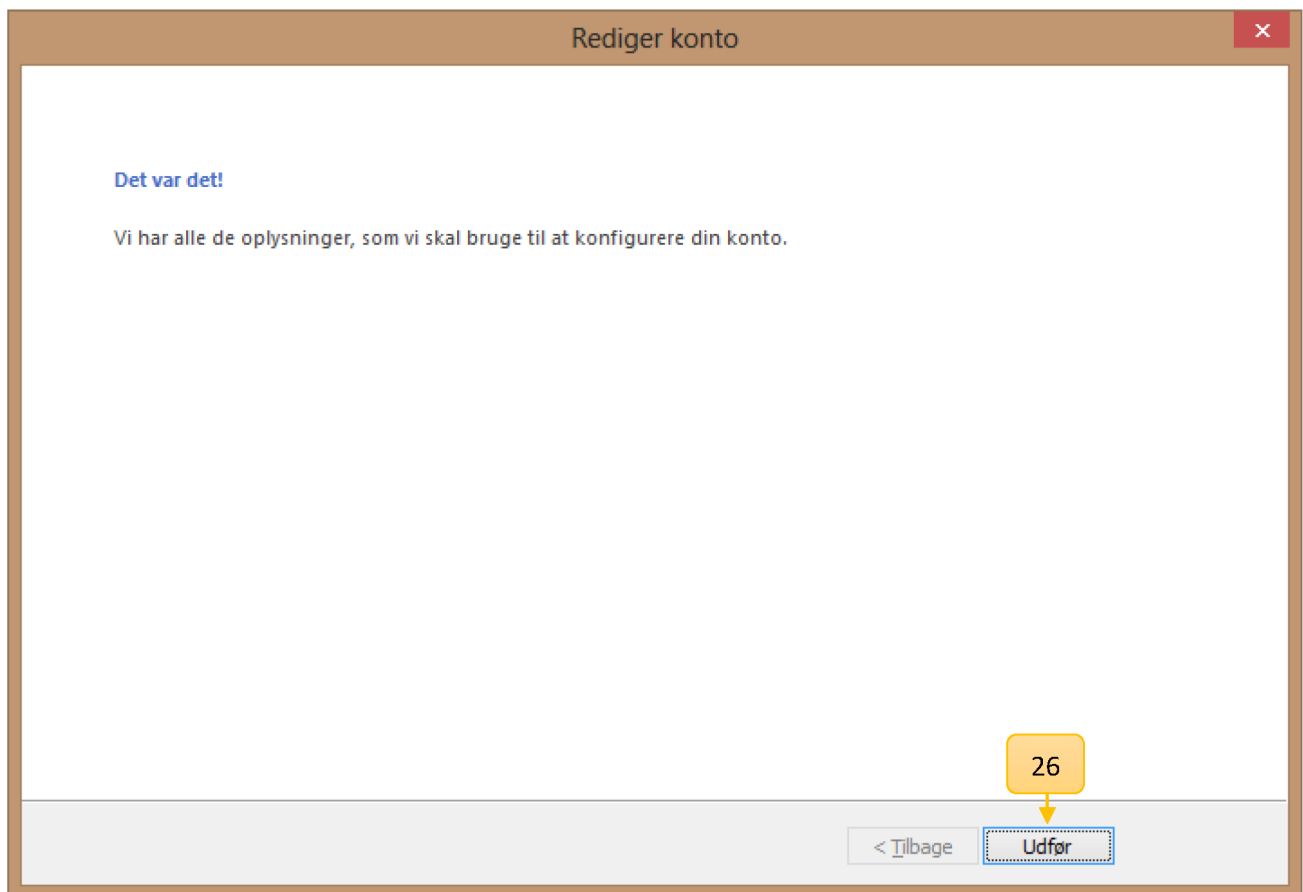 Rediger konto
Det var det!
Vi har alle de oplysninger, som vi skal bruge til at konfigurere din konto.
26
< Tilbage
Udfør